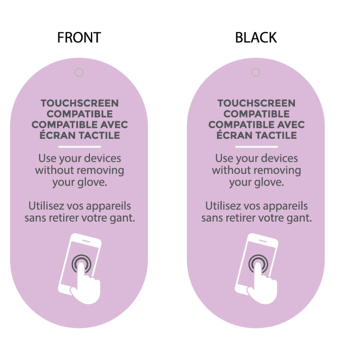 FRONT
TOUCHSCREEN
COMPATIBLE
COMPATIBLE AVEC
ÉCRAN TACTILE
Use your devices
without removing
your glove.
Utilisez vos appareils
sans retirer votre gant.
BLACK
TOUCHSCREEN
COMPATIBLE
COMPATIBLE AVEC
ÉCRAN TACTILE
Use your devices
without removing
your glove.
Utilisez vos appareils
sans retirer votre gant.